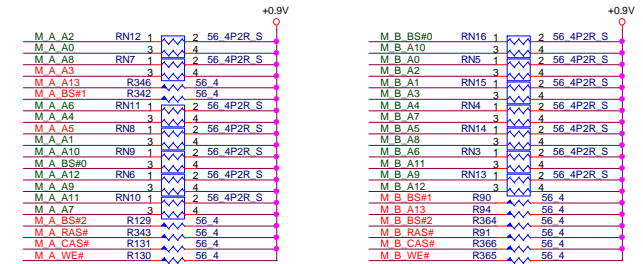 +0.9V
M_A_A2 RN12 1 2 56_4P2R_S
M_A_A0 3 4
M_A_A8 RN7 1 2 56_4P2R_S
M_A_A3 3 4
M_A_A13 R346 56_4
M_A_BS#1 R342 56_4
M_A_A6 RN11 1 2 56_4P2R_S
M_A_A4 3 4
M_A_A5 RN8 1 2 56_4P2R_S
M_A_A1 3 4
M_A_A10 RN9 1 2 56_4P2R_S
M_A_BS#0 3 4
M_A_A12 RN6 1 2 56_4P2R_S
M_A_A9 3 4
M_A_A11 RN10 1 2 56_4P2R_S
M_A_A7 3 4
M_A_BS#2 R129 56_4
M_A_RAS# R343 56_4
M_A_CAS# R131 56_4
M_A_WE# R130 56_4
+0.9V
M_B_BS#0 RN16 1 2 56_4P2R_S
M_B_A10 3 4
M_B_A0 RN5 1 2 56_4P2R_S
M_B_A2 3 4
M_B_A1 RN15 1 2 56_4P2R_S
M_B_A3 3 4
M_B_A4 RN4 1 2 56_4P2R_S
M_B_A7 3 4
M_B_A5 RN14 1 2 56_4P2R_S
M_B_A8 3 4
M_B_A6 RN3 1 2 56_4P2R_S
M_B_A11 3 4
M_B_A9 RN13 1 2 56_4P2R_S
M_B_A12 3 4
M_B_BS#1 R90 56_4
M_B_A13 R94 56_4
M_B_BS#2 R364 56_4
M_B_RAS# R91 56_4
M_B_CAS# R366 56_4
M_B_WE# R365 56_4